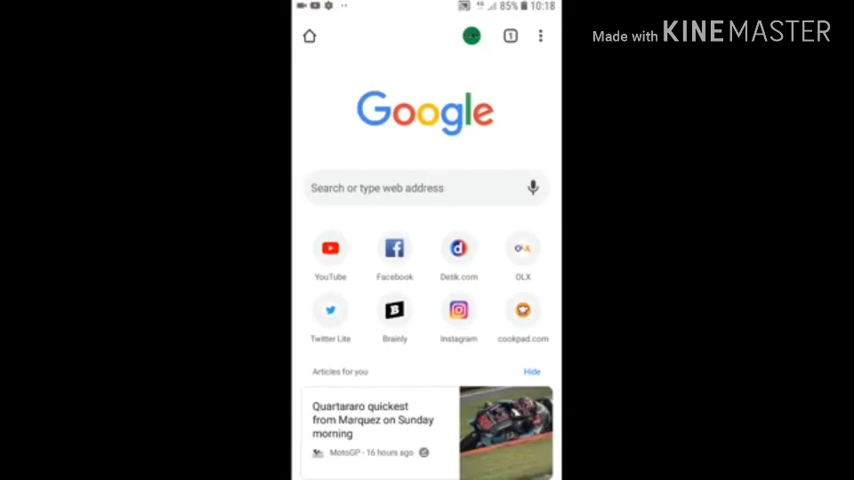 85% 10:18
1
Made with KINEMASTER
Google
Search or type web address
YouTube
Facebook
Detik.com
OLX
Twitter Lite
Brainly
Instagram
cookpad.com
Articles for you
Hide
Quartararo quickest
from Marquez on Sunday
morning
MotoGP - 16 hours ago